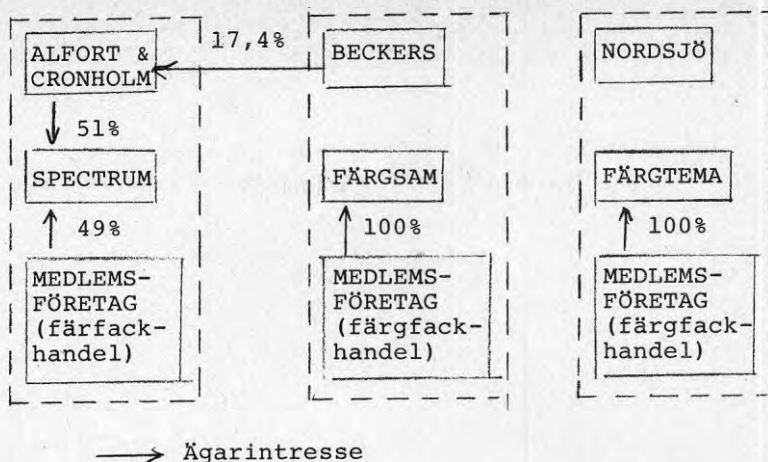 ALFORT &
CRONHOLM
17,4%
BECKERS
NORDSJÖ
51%
SPECTRUM
FÄRGSAM
FÄRGTEMA
49%
100%
100%
MEDLEMS-
FÖRETAG
(färfack-
handel)
MEDLEMS-
FÖRETAG
(färgfack-
handel)
MEDLEMS-
FÖRETAG
(färgfack-
handel)
Ägarintresse